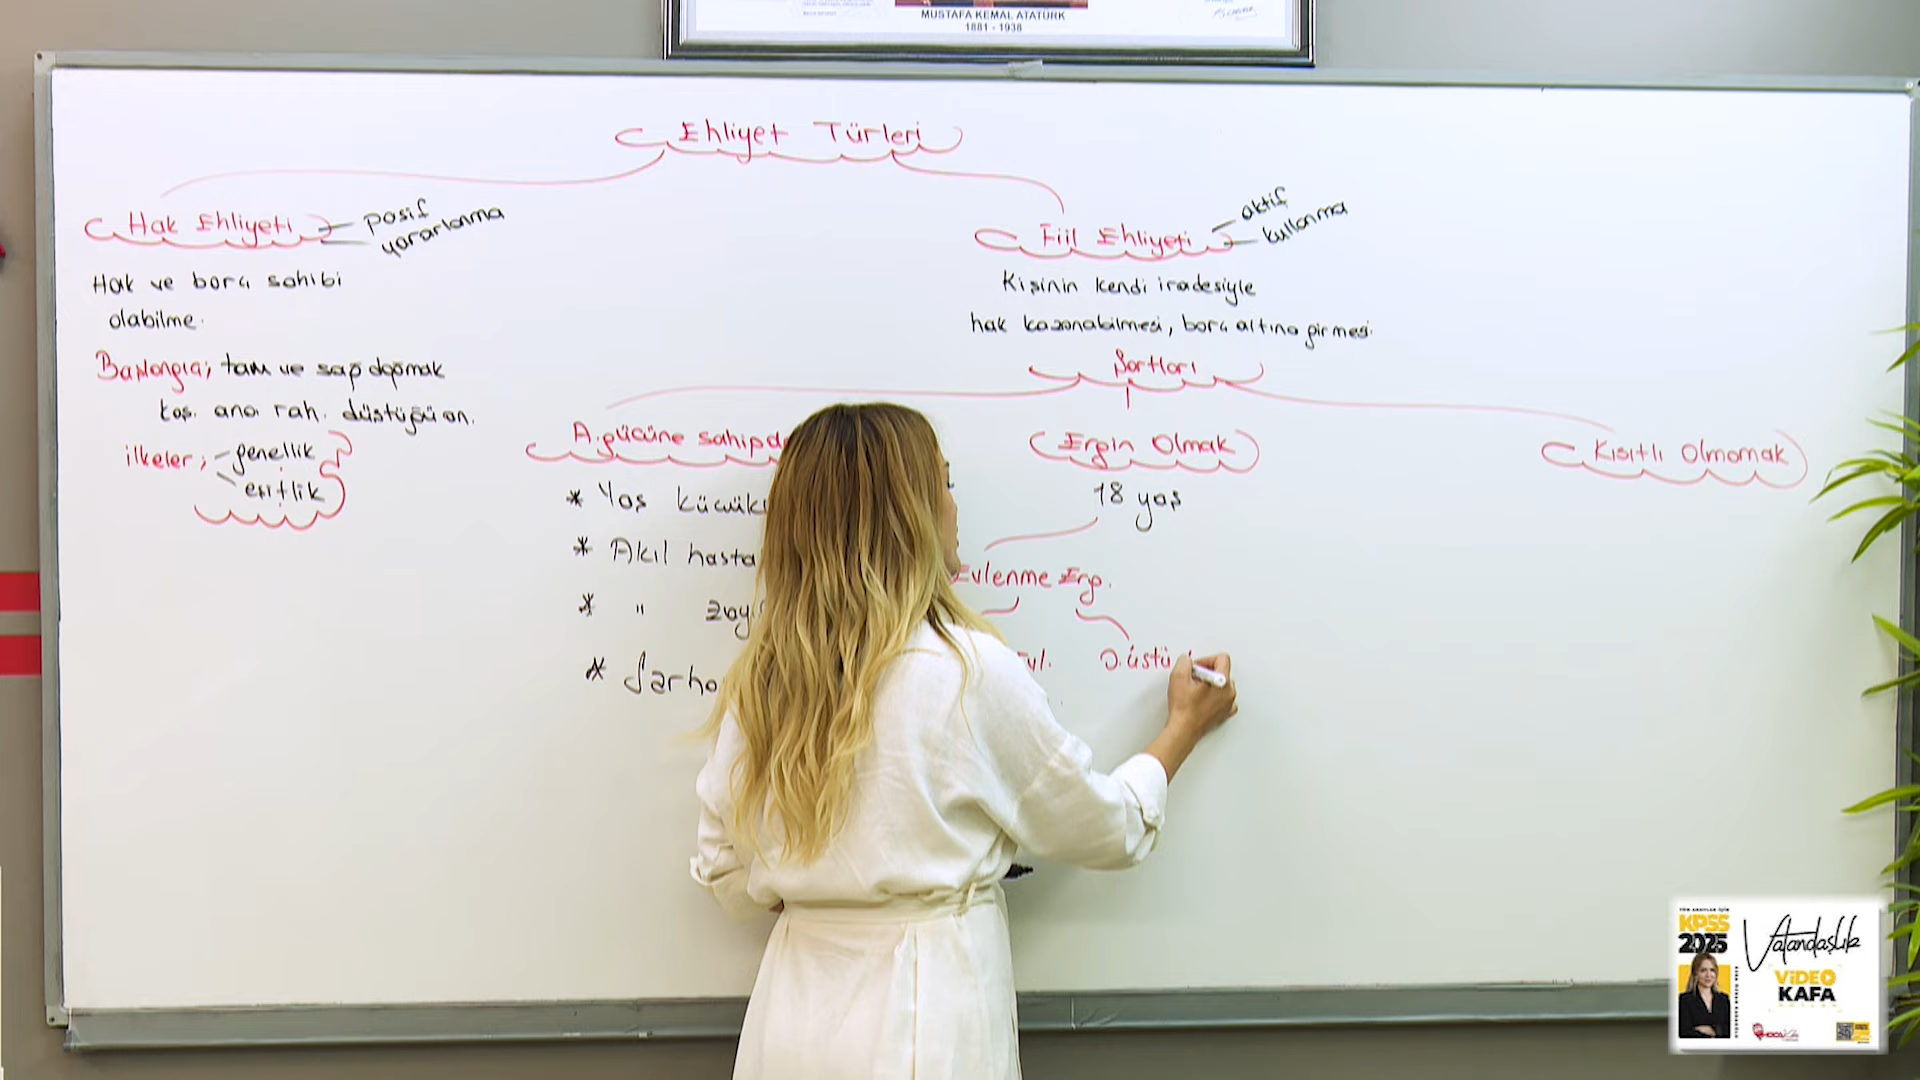 MUSTAFA KEMAL ATATÜRK
1881 - 1938
Ehliyet Türleri
Hak Ehliyeti
pasif
yararlanma
Hak ve borç sahibi
olabilme.
Başlangıç; tam ve sağ doğmak
Koş. ana rah. düştüğü an.
ilkeler; - genellik
eşitlik
Fiil Ehliyeti
aktif
kullanma
Kişinin kendi iradesiyle
hak kazanabilmesi, borç altına girmesi.
Şartları
A. gücüne sahip
* Yaş küçük
* Akıl hasta
* "
* Sarho
Ergin Olmak
18 yaş
Evlenme Erg.
D.üstü
Kısıtlı Olmamak
KPSS
2025
Vatandaşlık
VİDEO
KAFA